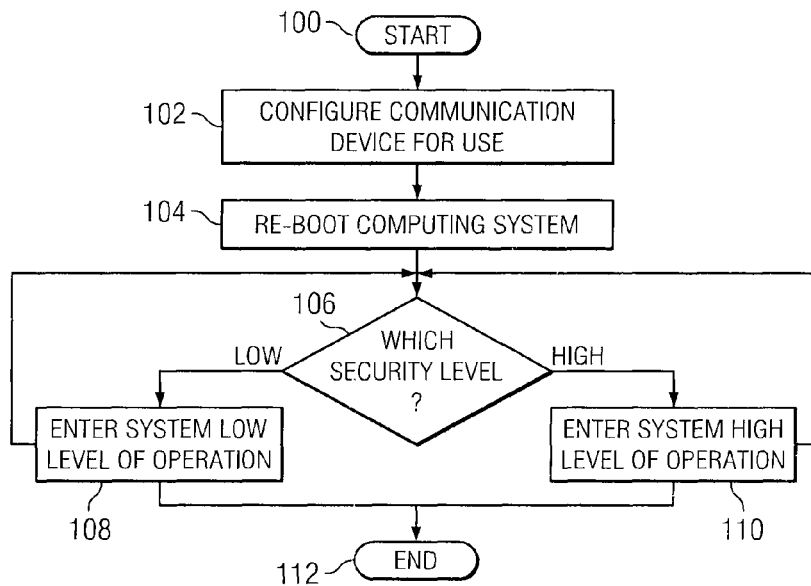 100
START
102
CONFIGURE COMMUNICATION
DEVICE FOR USE
104
RE-BOOT COMPUTING SYSTEM
106
WHICH
SECURITY LEVEL
?
LOW
HIGH
ENTER SYSTEM LOW
LEVEL OF OPERATION
108
ENTER SYSTEM HIGH
LEVEL OF OPERATION
110
112
END